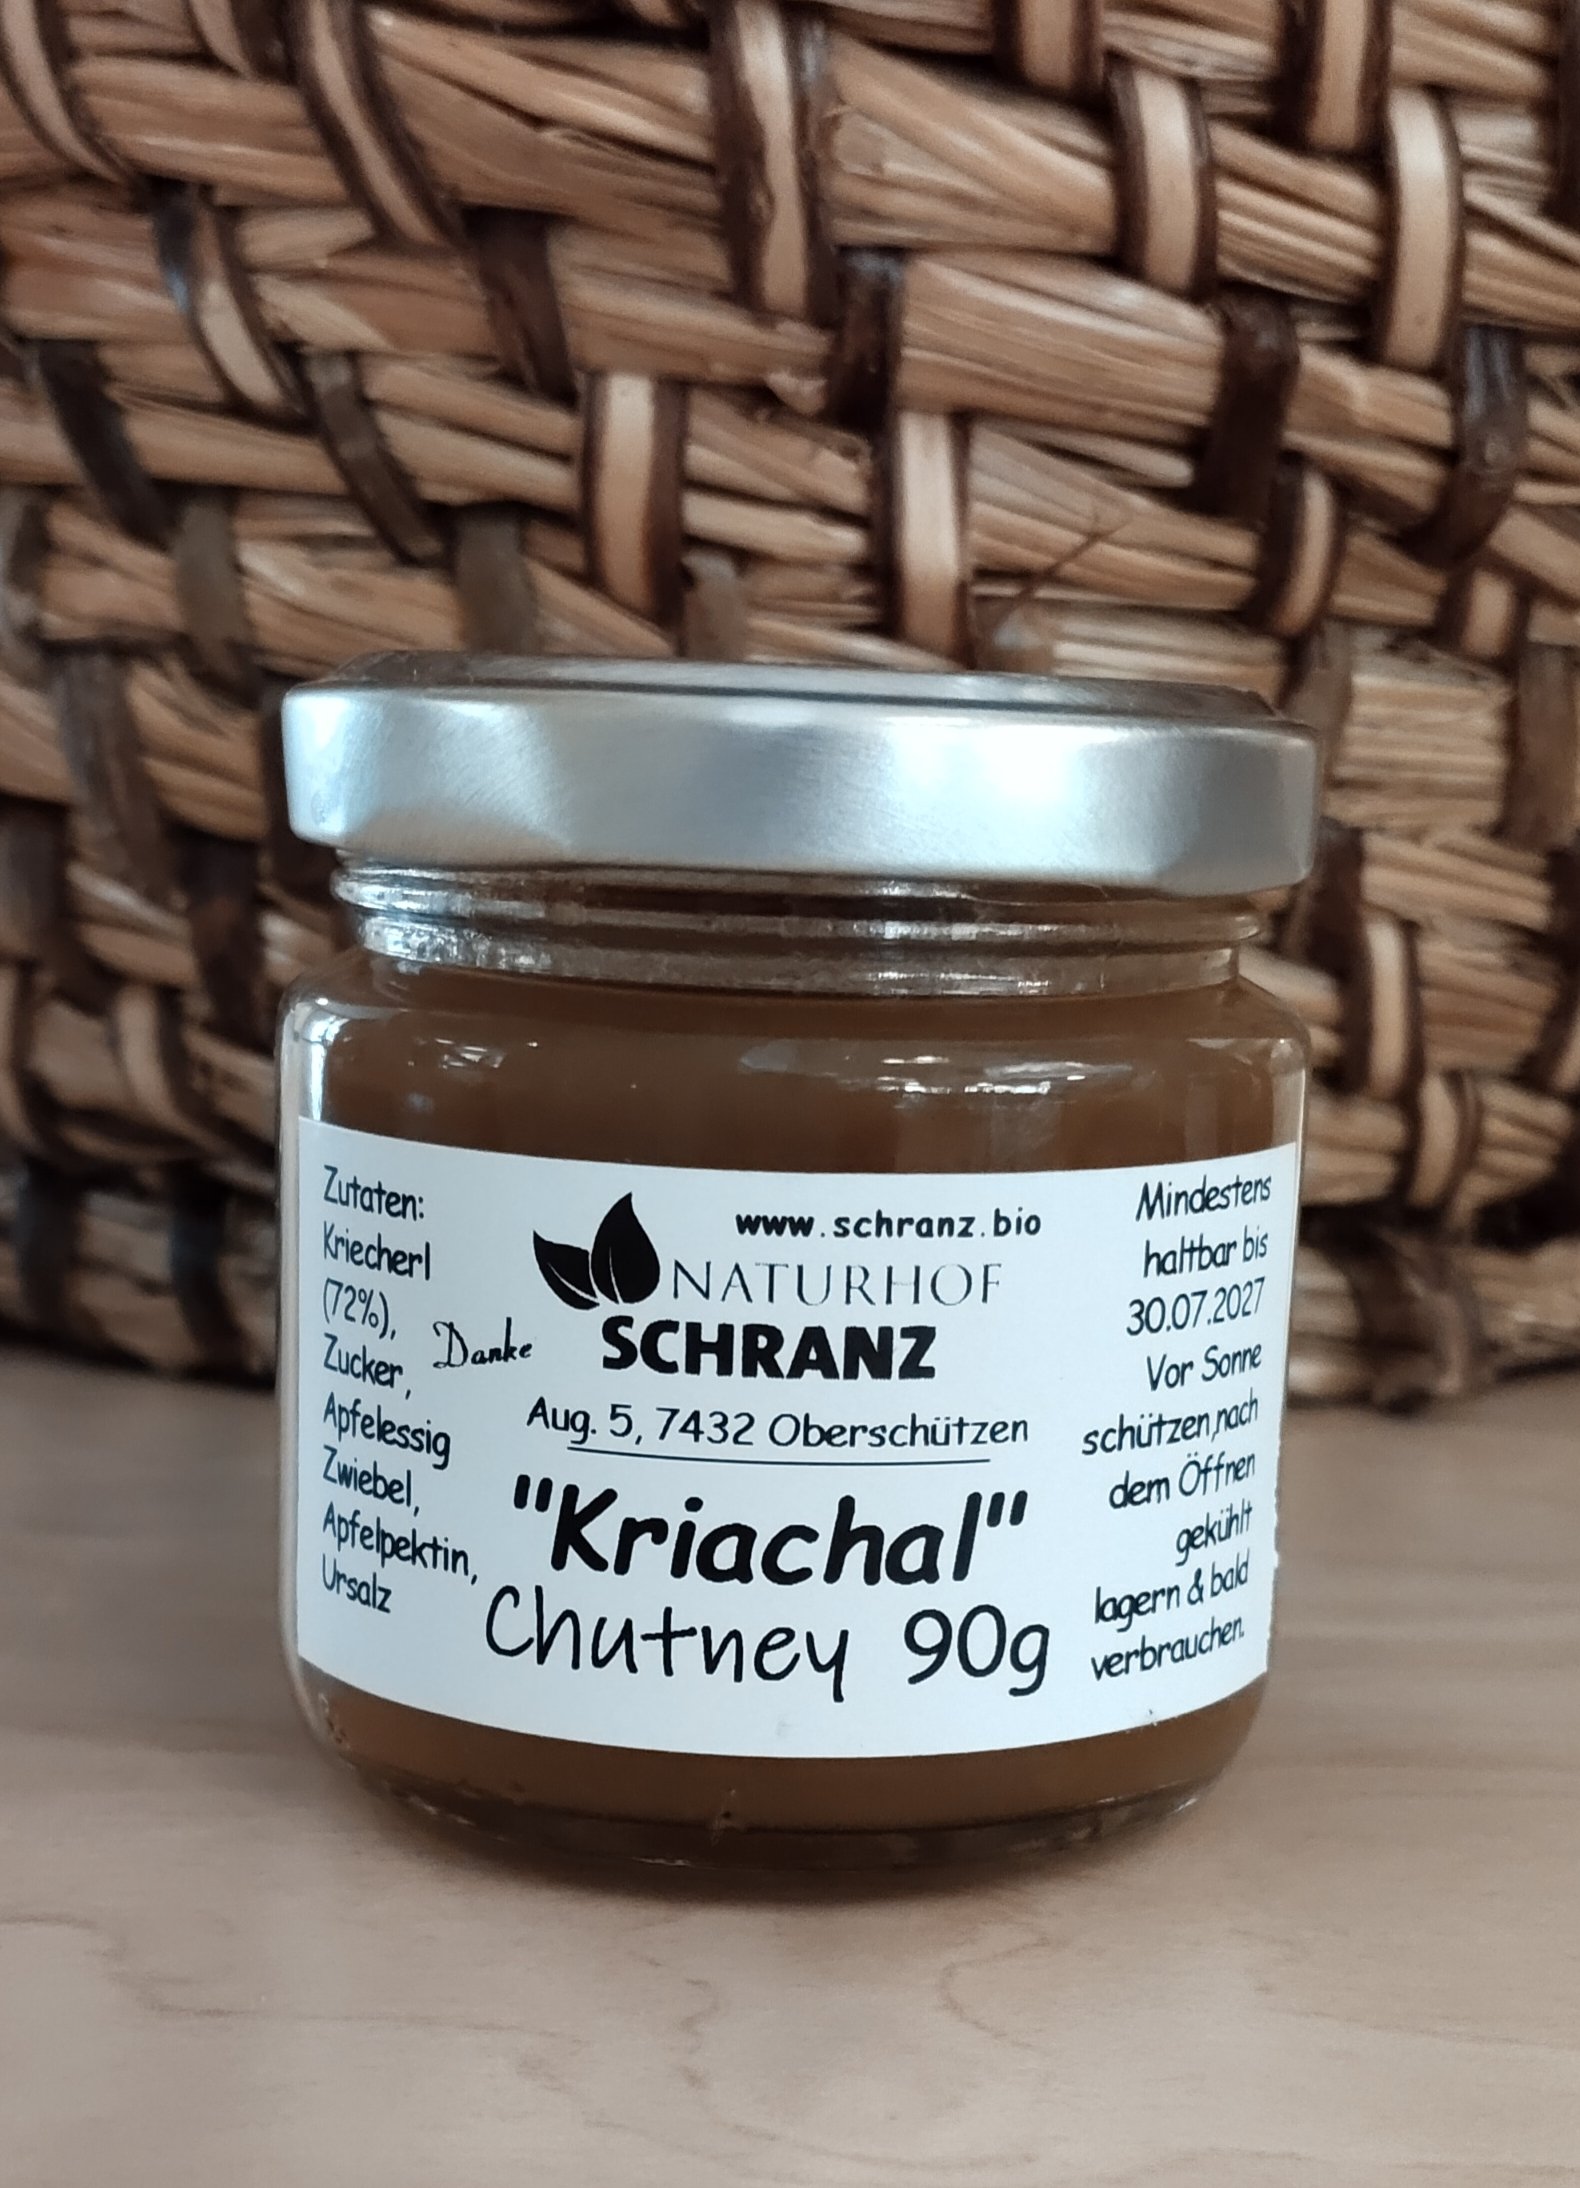 Zutaten:
Kriecherl
(72%),
Zucker,
Apfelessig
Zwiebel,
Apfelpektin,
Ursalz
Danke
www.schranz.bio
NATURHOF
SCHRANZ
Aug. 5, 7432 Oberschützen
"Kriachal"
Chutney 90g
Mindestens
haltbar bis
30.07.2027
Vor Sonne
schützen,nach
dem Öffnen
gekühlt
lagern & bald
verbrauchen.